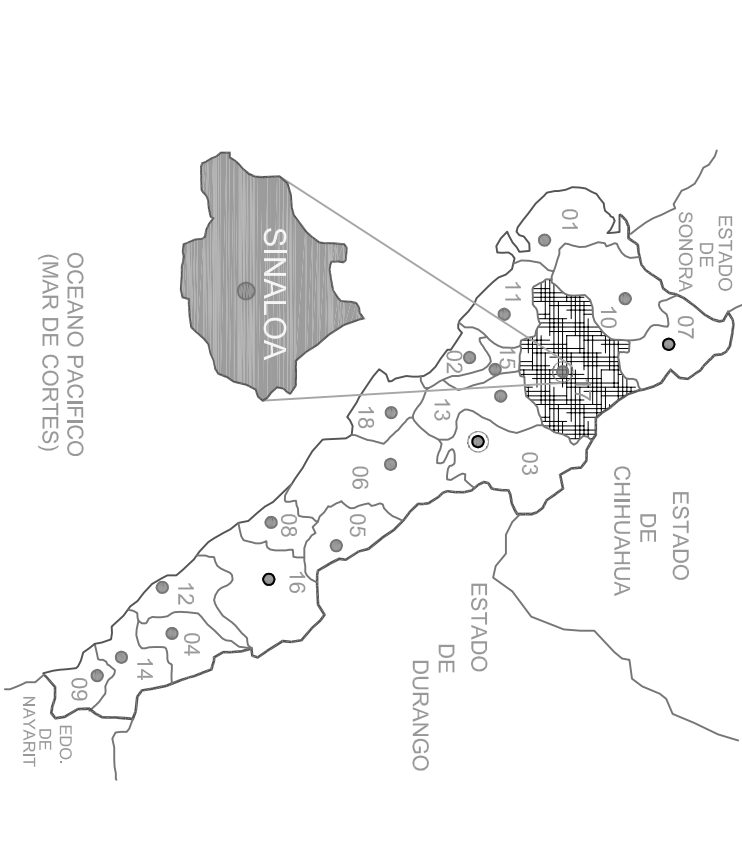 ESTADO
DE
SONORA
01
07
10
11
17
15
02
13
03
18
06
05
08
16
12
04
14
09
SINALOA
OCEANO PACIFICO
(MAR DE CORTES)
ESTADO
DE
CHIHUAHUA
ESTADO
DE
DURANGO
EDO.
DE
NAYARIT